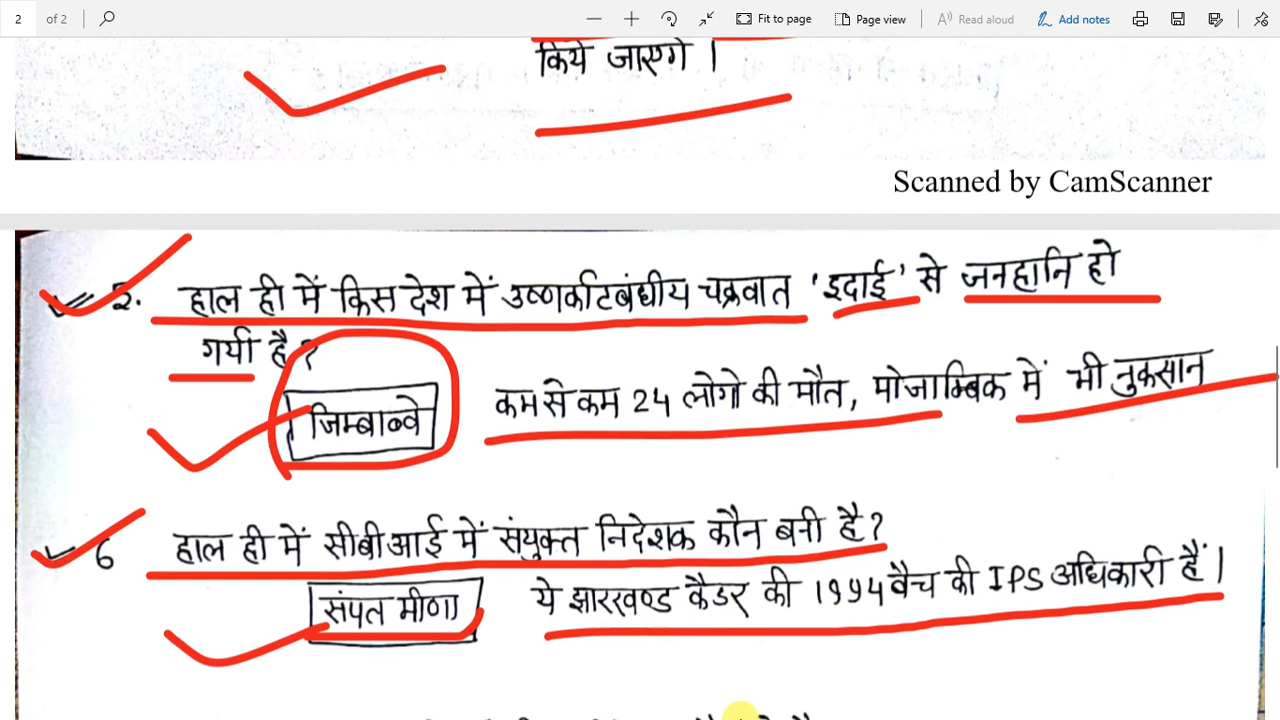 2 of 2 Fit to page Page view Read aloud Add notes
किये जाएगे ।
Scanned by CamScanner
हाल ही में किस देश में उष्णकटिबंधीय चक्रवात 'इदाई' से जनहानि हो
गयी है?
जिम्बाब्वे कम से कम 24 लोगो की मौत, मोजाम्बिक में भी नुकसान
6 हाल ही में सीबीआई में संयुक्त निदेशक कौन बनी है?
संपत मीणा ये झारखण्ड कैडर की 1994 बैच की IPS अधिकारी हैं।